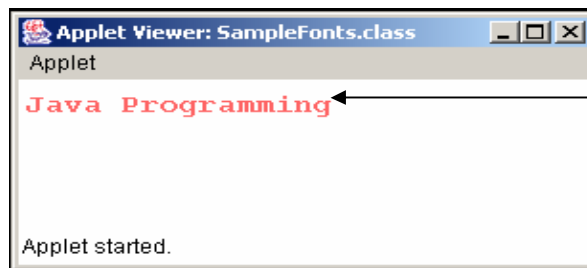 Applet Viewer: SampleFonts.class
Applet
Java Programming
Applet started.